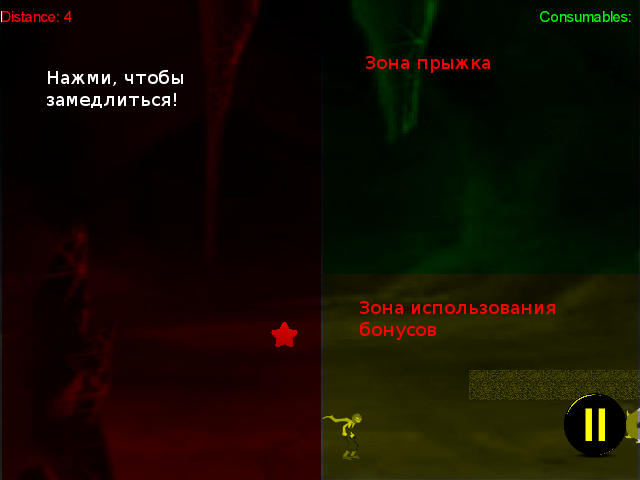 Distance: 4
Consumables:
Зона прыжка
Нажми, чтобы
замедлиться!
Зона использования
бонусов